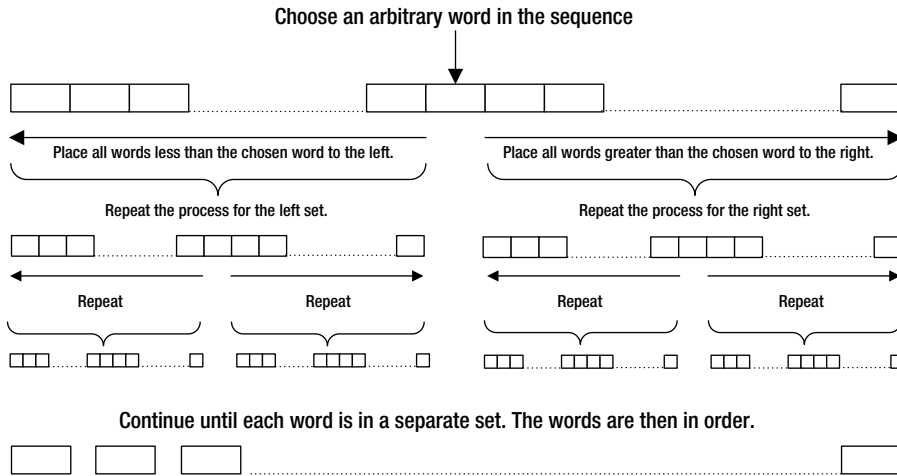 Choose an arbitrary word in the sequence
Place all words less than the chosen word to the left.
Place all words greater than the chosen word to the right.
Repeat the process for the left set.
Repeat the process for the right set.
Repeat
Repeat
Repeat
Repeat
Continue until each word is in a separate set. The words are then in order.